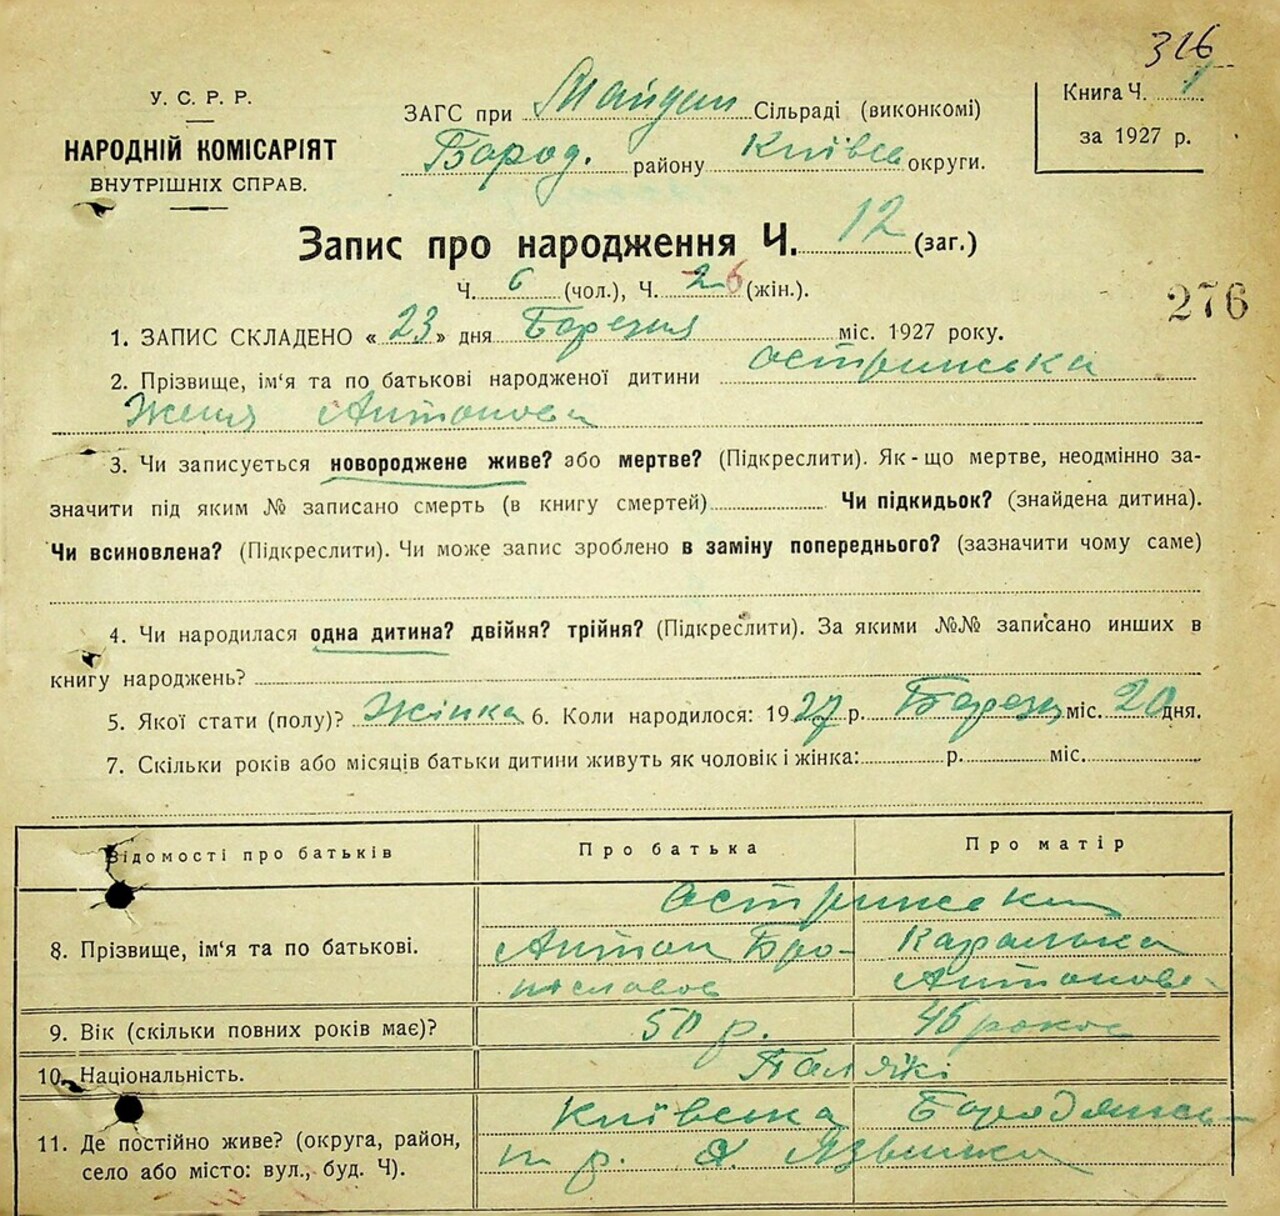 316
У. С. Р. Р.
НАРОДНІЙ КОМІСАРІЯТ
ВНУТРІШНІХ СПРАВ.
ЗАГС при Майдан Сільраді (виконкомі)
Бород. району Київсь округи.
Книга Ч. 1
за 1927 р.
Запис про народження Ч. 12 (заг.)
Ч. 6 (чол.), Ч. 6 (жін.).
276
1. ЗАПИС СКЛАДЕНО « 23 » дня Березня міс. 1927 року.
2. Прізвище, ім'я та по батькові народженої дитини Остринська
Женя Антонова
3. Чи записується новороджене живе? або мертве? (Підкреслити). Як-що мертве, неодмінно за-
значити під яким № записано смерть (в книгу смертей) Чи підкидьок? (знайдена дитина).
Чи всиновлена? (Підкреслити). Чи може запис зроблено в заміну попереднього? (зазначити чому саме)
4. Чи народилася одна дитина? двійня? трійня? (Підкреслити). За якими №№ записано инших в
книгу народжень?
5. Якої стати (полу)? Жінка 6. Коли народилося: 1927 р. Березн міс. 20 дня.
7. Скільки років або місяців батьки дитини живуть як чоловік і жінка: р. міс.
Відомості про батьків Про батька Про матір
Остринські
8. Прізвище, ім'я та по батькові. Антон Бро- Каралька
ніславов Антонова
9. Вік (скільки повних років має)? 50 р. 46 роков
10. Національність. Паляки
11. Де постійно живе? (округа, район, село або місто: вул., буд. Ч). Київська Бородянсь-
р. Язвинка